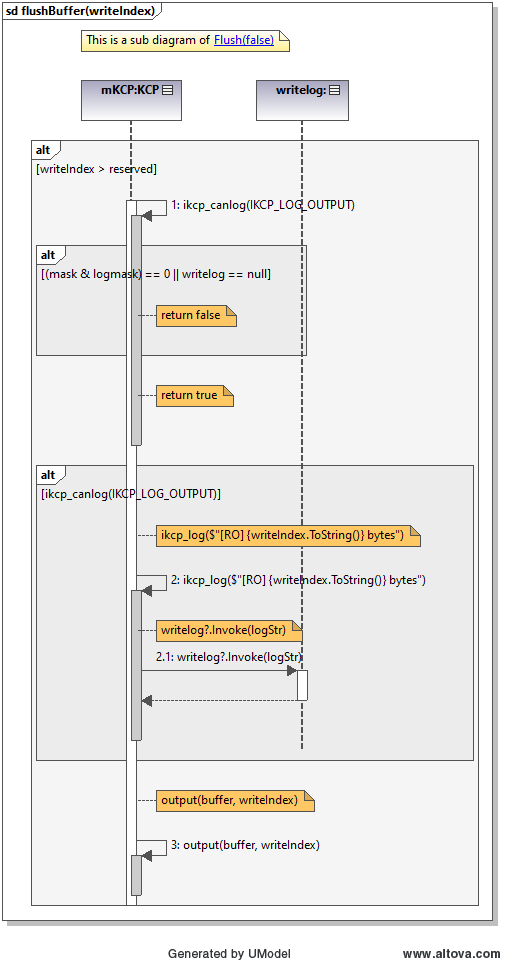 sd flushBuffer(writeIndex)
This is a sub diagram of Flush(false)
mKCP:KCP
writelog:
alt
[writeIndex > reserved]
1: ikcp_canlog(IKCP_LOG_OUTPUT)
alt
[(mask & logmask) == 0 || writelog == null]
return false
return true
alt
[ikcp_canlog(IKCP_LOG_OUTPUT)]
ikcp_log($"[RO] {writeIndex.ToString()} bytes")
2: ikcp_log($"[RO] {writeIndex.ToString()} bytes")
writelog?.Invoke(logStr)
2.1: writelog?.Invoke(logStr)
output(buffer, writeIndex)
3: output(buffer, writeIndex)
Generated by UModel
www.altova.com